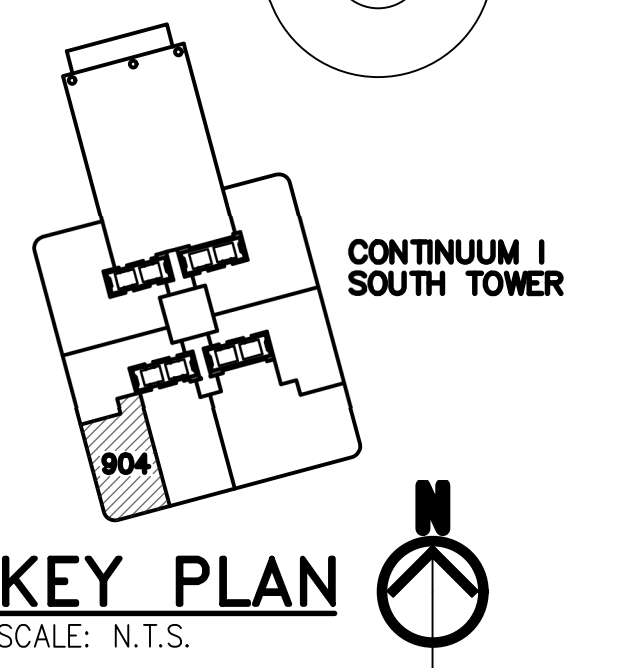 CONTINUUM I
SOUTH TOWER
904
N
KEY PLAN
SCALE: N.T.S.